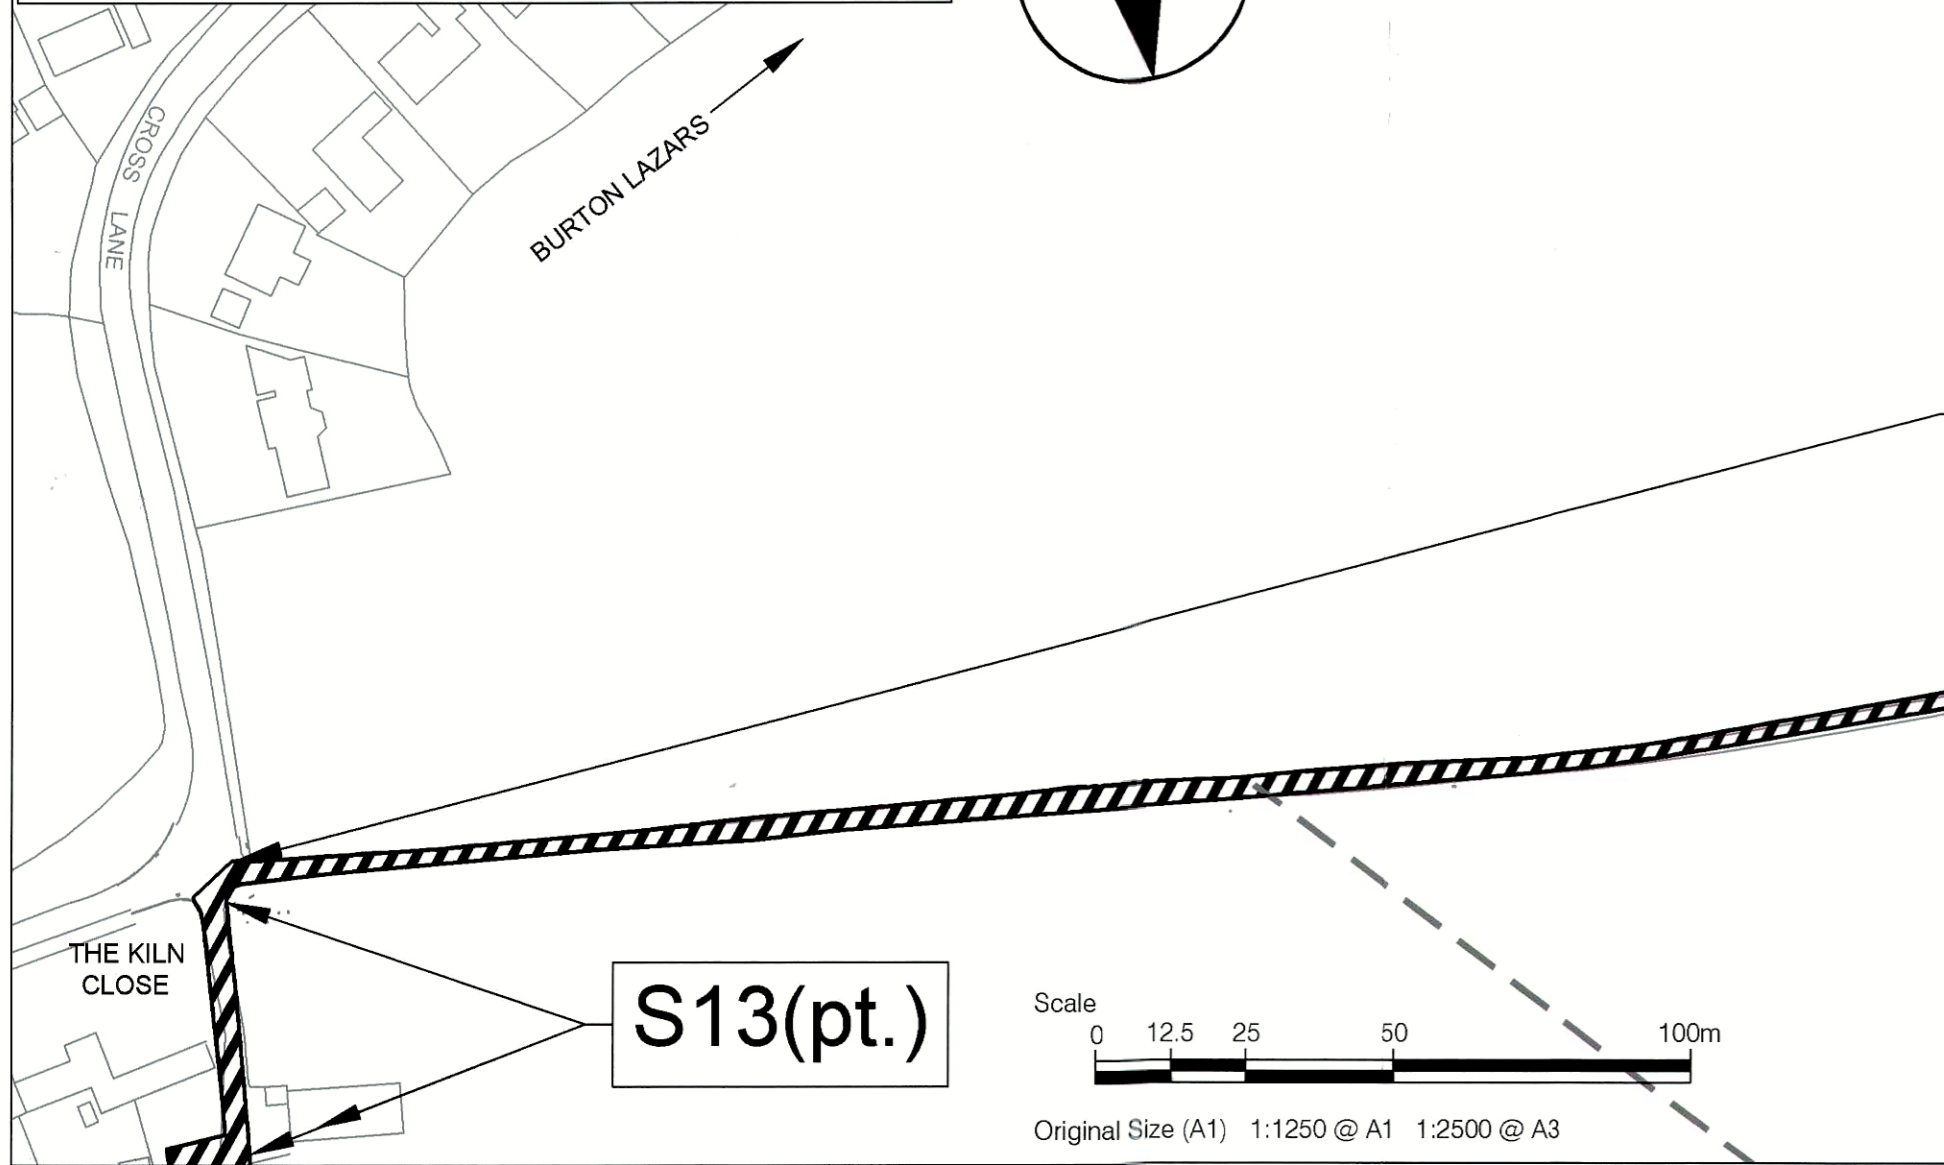 CROSS LANE
BURTON LAZARS
THE KILN
CLOSE
S13(pt.)
Scale
0 12.5 25 50 100m
Original Size (A1) 1:1250 @ A1 1:2500 @ A3